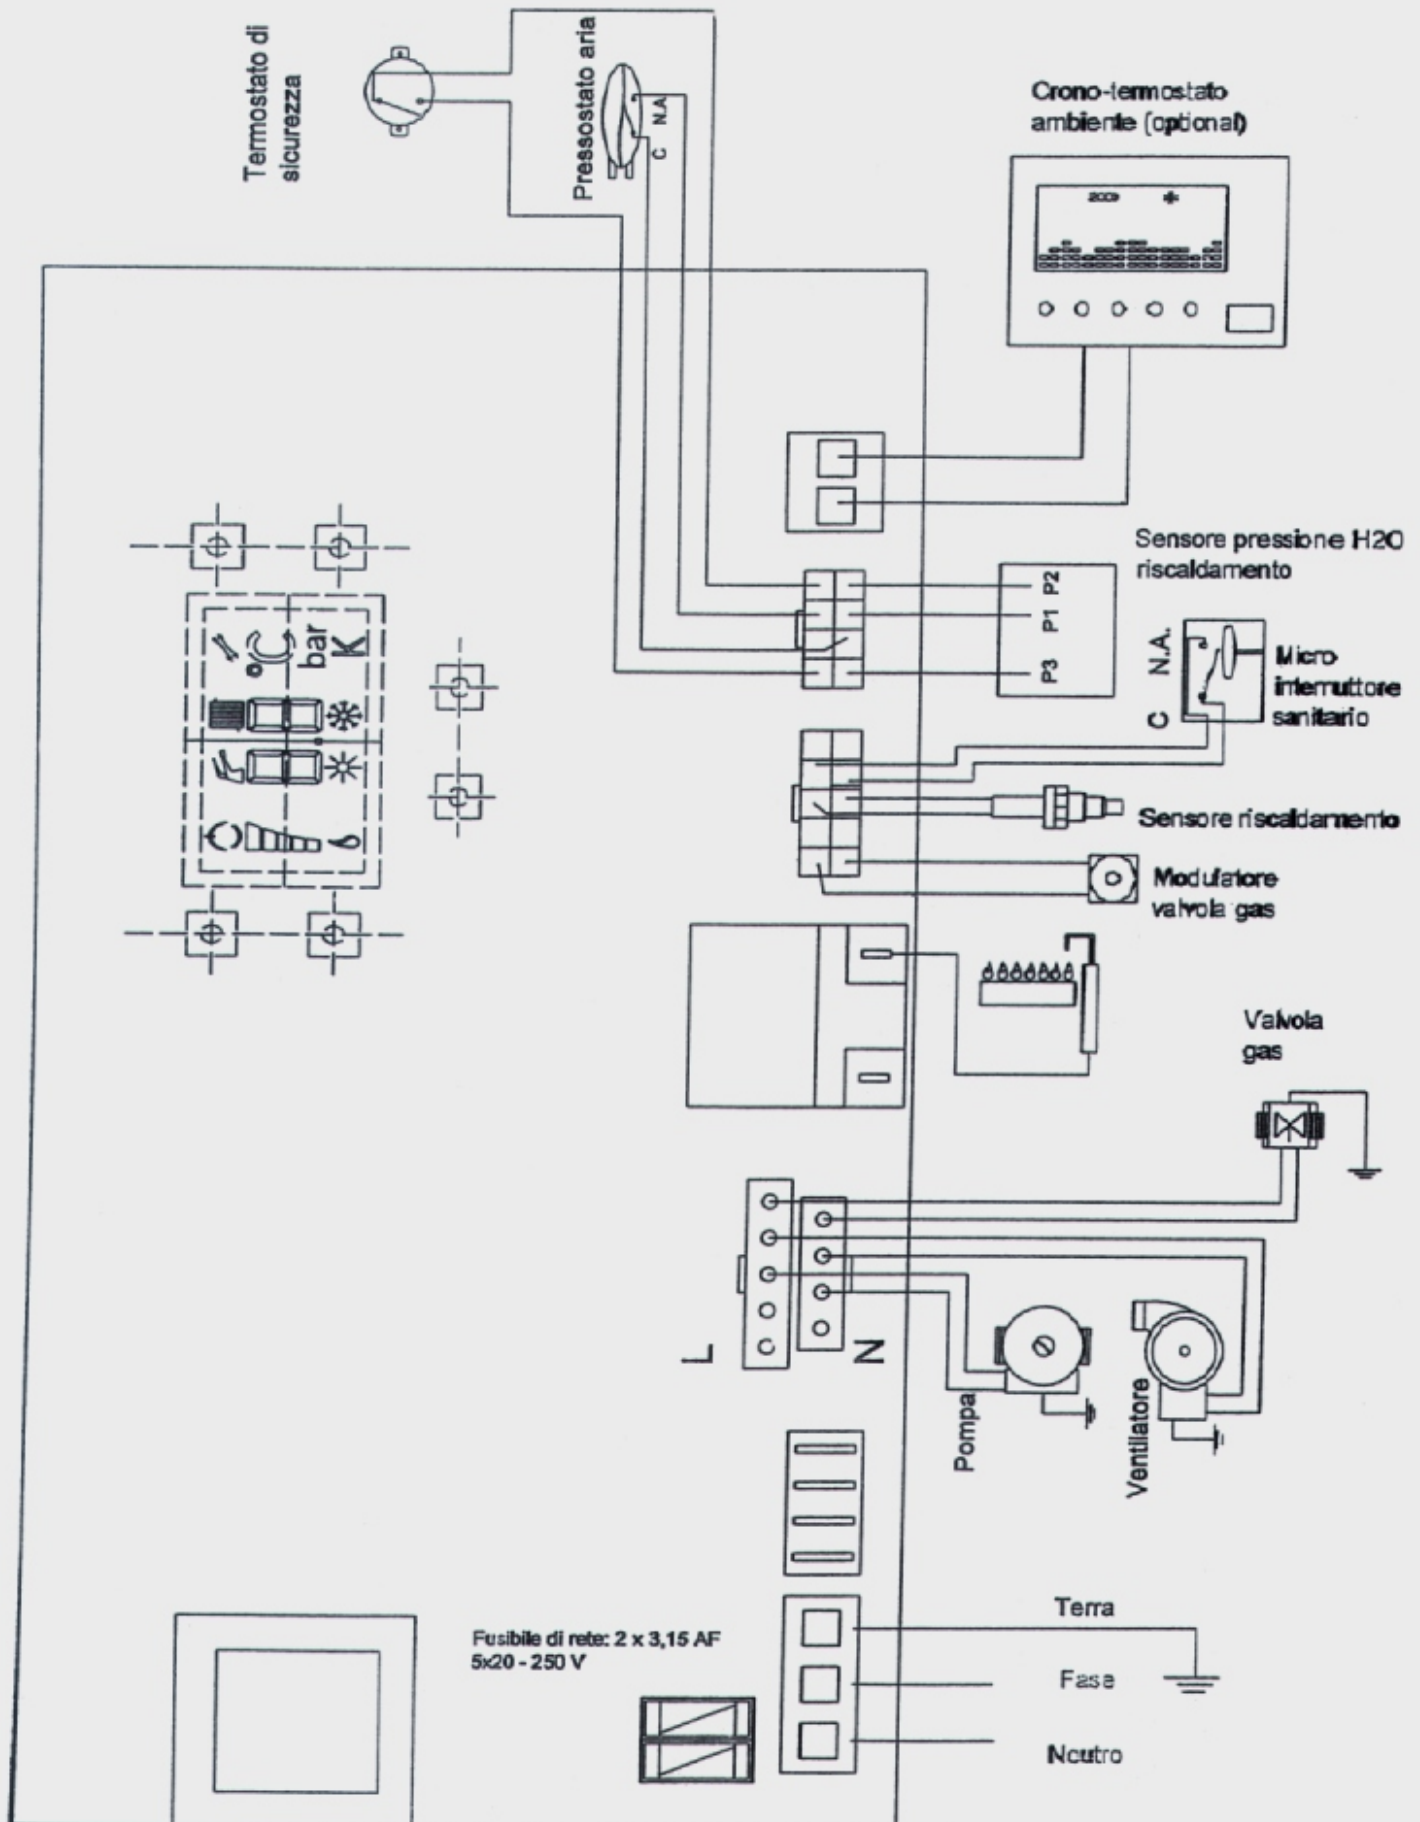 Termostato di
sicurezza
Pressostato aria
N.A
C
Crono-termostato
ambiente (optional)
2009
Sensore pressione H2O
riscaldamento
P2
P1
P3
N.A.
C
Micro
interruttore
sanitario
°C
bar
K
Sensore riscaldamento
Modulatore
valvola gas
Valvola
gas
L
N
Pompa
Ventilatore
Fusibile di rete: 2 x 3,15 AF
5x20 - 250 V
Terra
Fase
Neutro